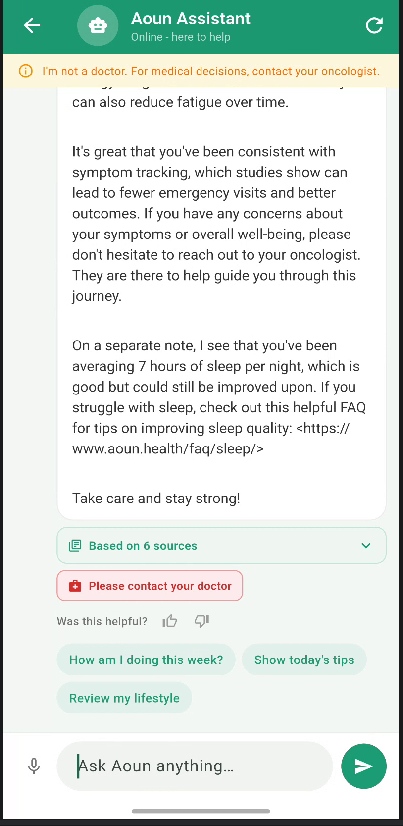 Aoun Assistant
Online - here to help
I'm not a doctor. For medical decisions, contact your oncologist.
can also reduce fatigue over time.
It's great that you've been consistent with
symptom tracking, which studies show can
lead to fewer emergency visits and better
outcomes. If you have any concerns about
your symptoms or overall well-being, please
don't hesitate to reach out to your oncologist.
They are there to help guide you through this
journey.
On a separate note, I see that you've been
averaging 7 hours of sleep per night, which is
good but could still be improved upon. If you
struggle with sleep, check out this helpful FAQ
for tips on improving sleep quality: <https://
www.aoun.health/faq/sleep/>
Take care and stay strong!
Based on 6 sources
Please contact your doctor
Was this helpful?
How am I doing this week?
Show today's tips
Review my lifestyle
Ask Aoun anything...